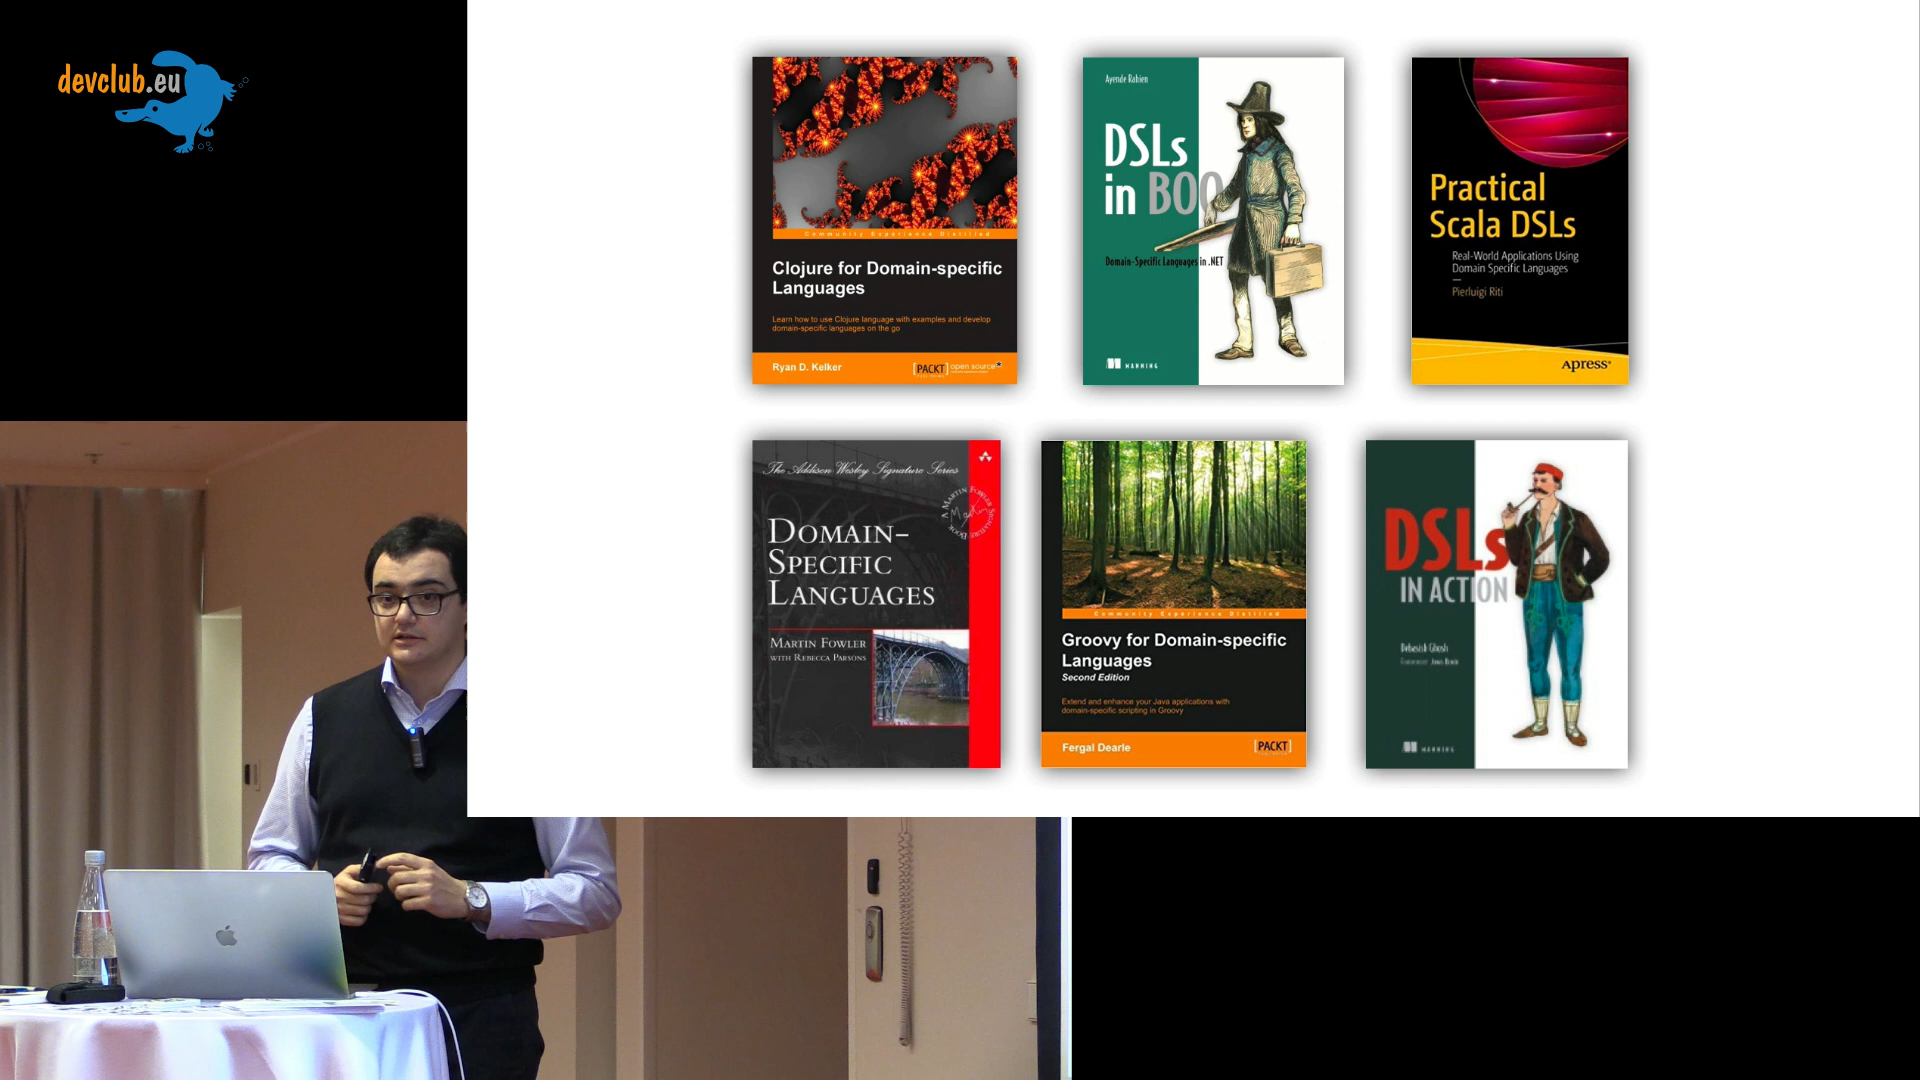 devclub.eu
Community Experience Distilled
Clojure for Domain-specific
Languages
Learn how to use Clojure language with examples and develop
domain-specific languages on the go
Ryan D. Kelker
[PACKT] open source
Ayende Rahien
DSLs
in BOO
Domain-Specific Languages in .NET
MANNING
Practical
Scala DSLs
Real-World Applications Using
Domain Specific Languages
Pierluigi Riti
Apress®
The Addison Wesley Signature Series
A MARTIN FOWLER SIGNATURE BOOK
DOMAIN-
SPECIFIC
LANGUAGES
MARTIN FOWLER
WITH REBECCA PARSONS
Community Experience Distilled
Groovy for Domain-specific
Languages
Second Edition
Extend and enhance your Java applications with
domain-specific scripting in Groovy
Fergal Dearle
[PACKT]
DSLs
IN ACTION
Debasish Ghosh
MANNING